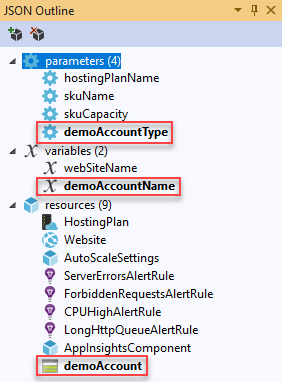 JSON Outline
parameters (4)
hostingPlanName
skuName
skuCapacity
demoAccountType
variables (2)
webSiteName
demoAccountName
resources (9)
HostingPlan
Website
AutoScaleSettings
ServerErrorsAlertRule
ForbiddenRequestsAlertRule
CPUHighAlertRule
LongHttpQueueAlertRule
AppInsightsComponent
demoAccount